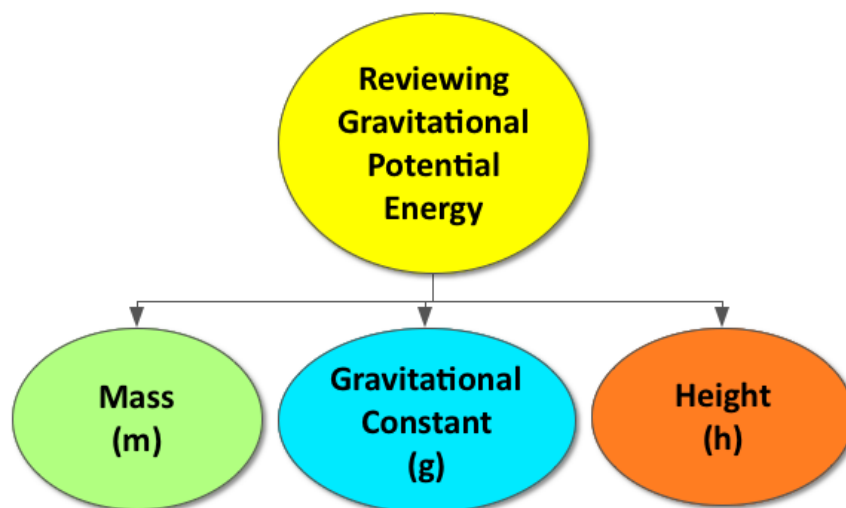 Reviewing
Gravitational
Potential
Energy
Mass
(m)
Gravitational
Constant
(g)
Height
(h)